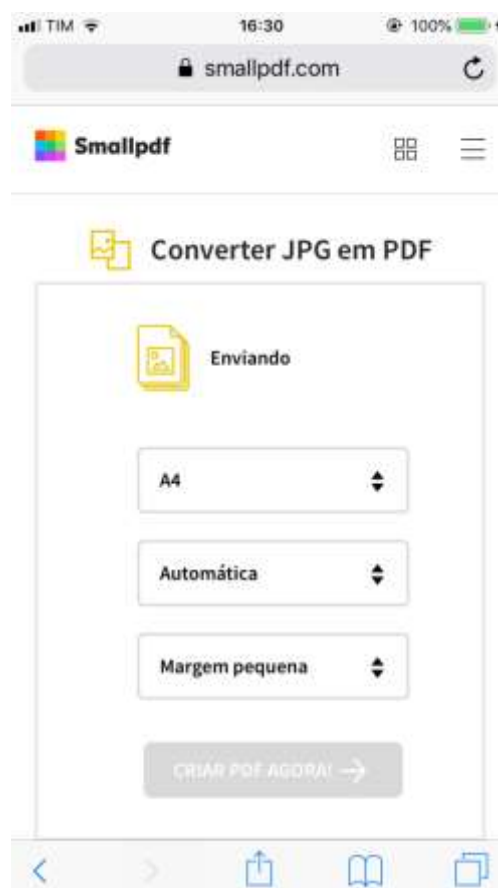 TIM 16:30 100%
smallpdf.com
Smallpdf
Converter JPG em PDF
Enviando
A4
Automática
Margem pequena
CRIAR PDF AGORA!